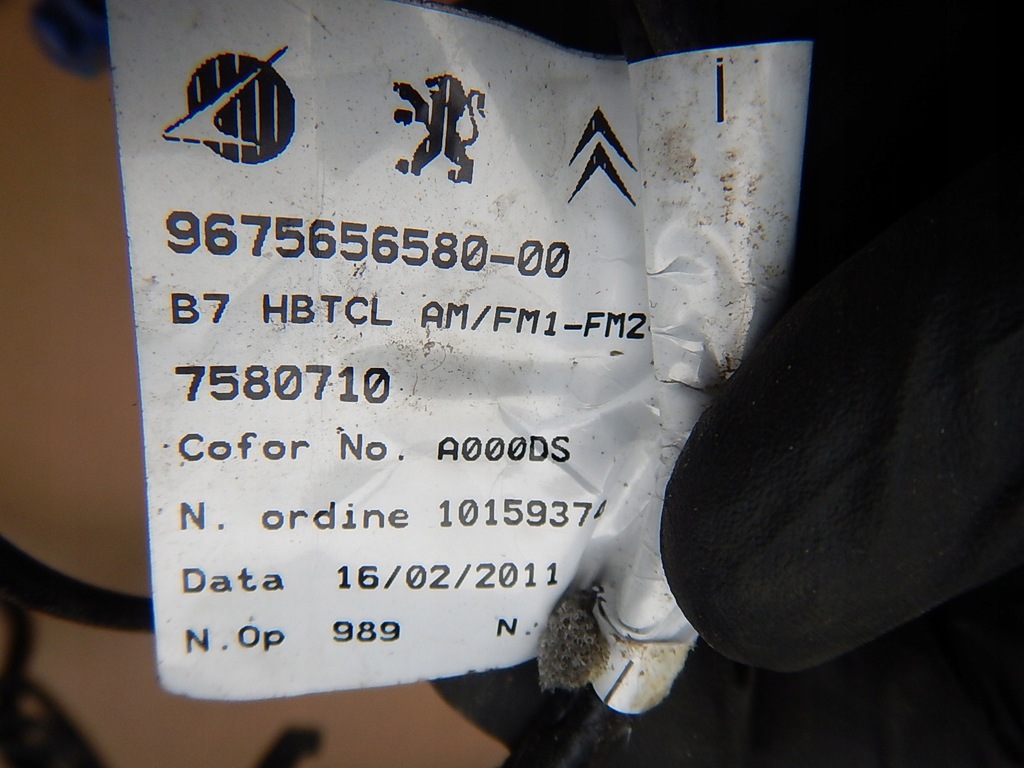 9675656580-00
B7 HBTCL AM/FM1-FM2
7580710
Cofor No. A000DS
N. ordine 1015937
Data 16/02/2011
N.Op 989 N.